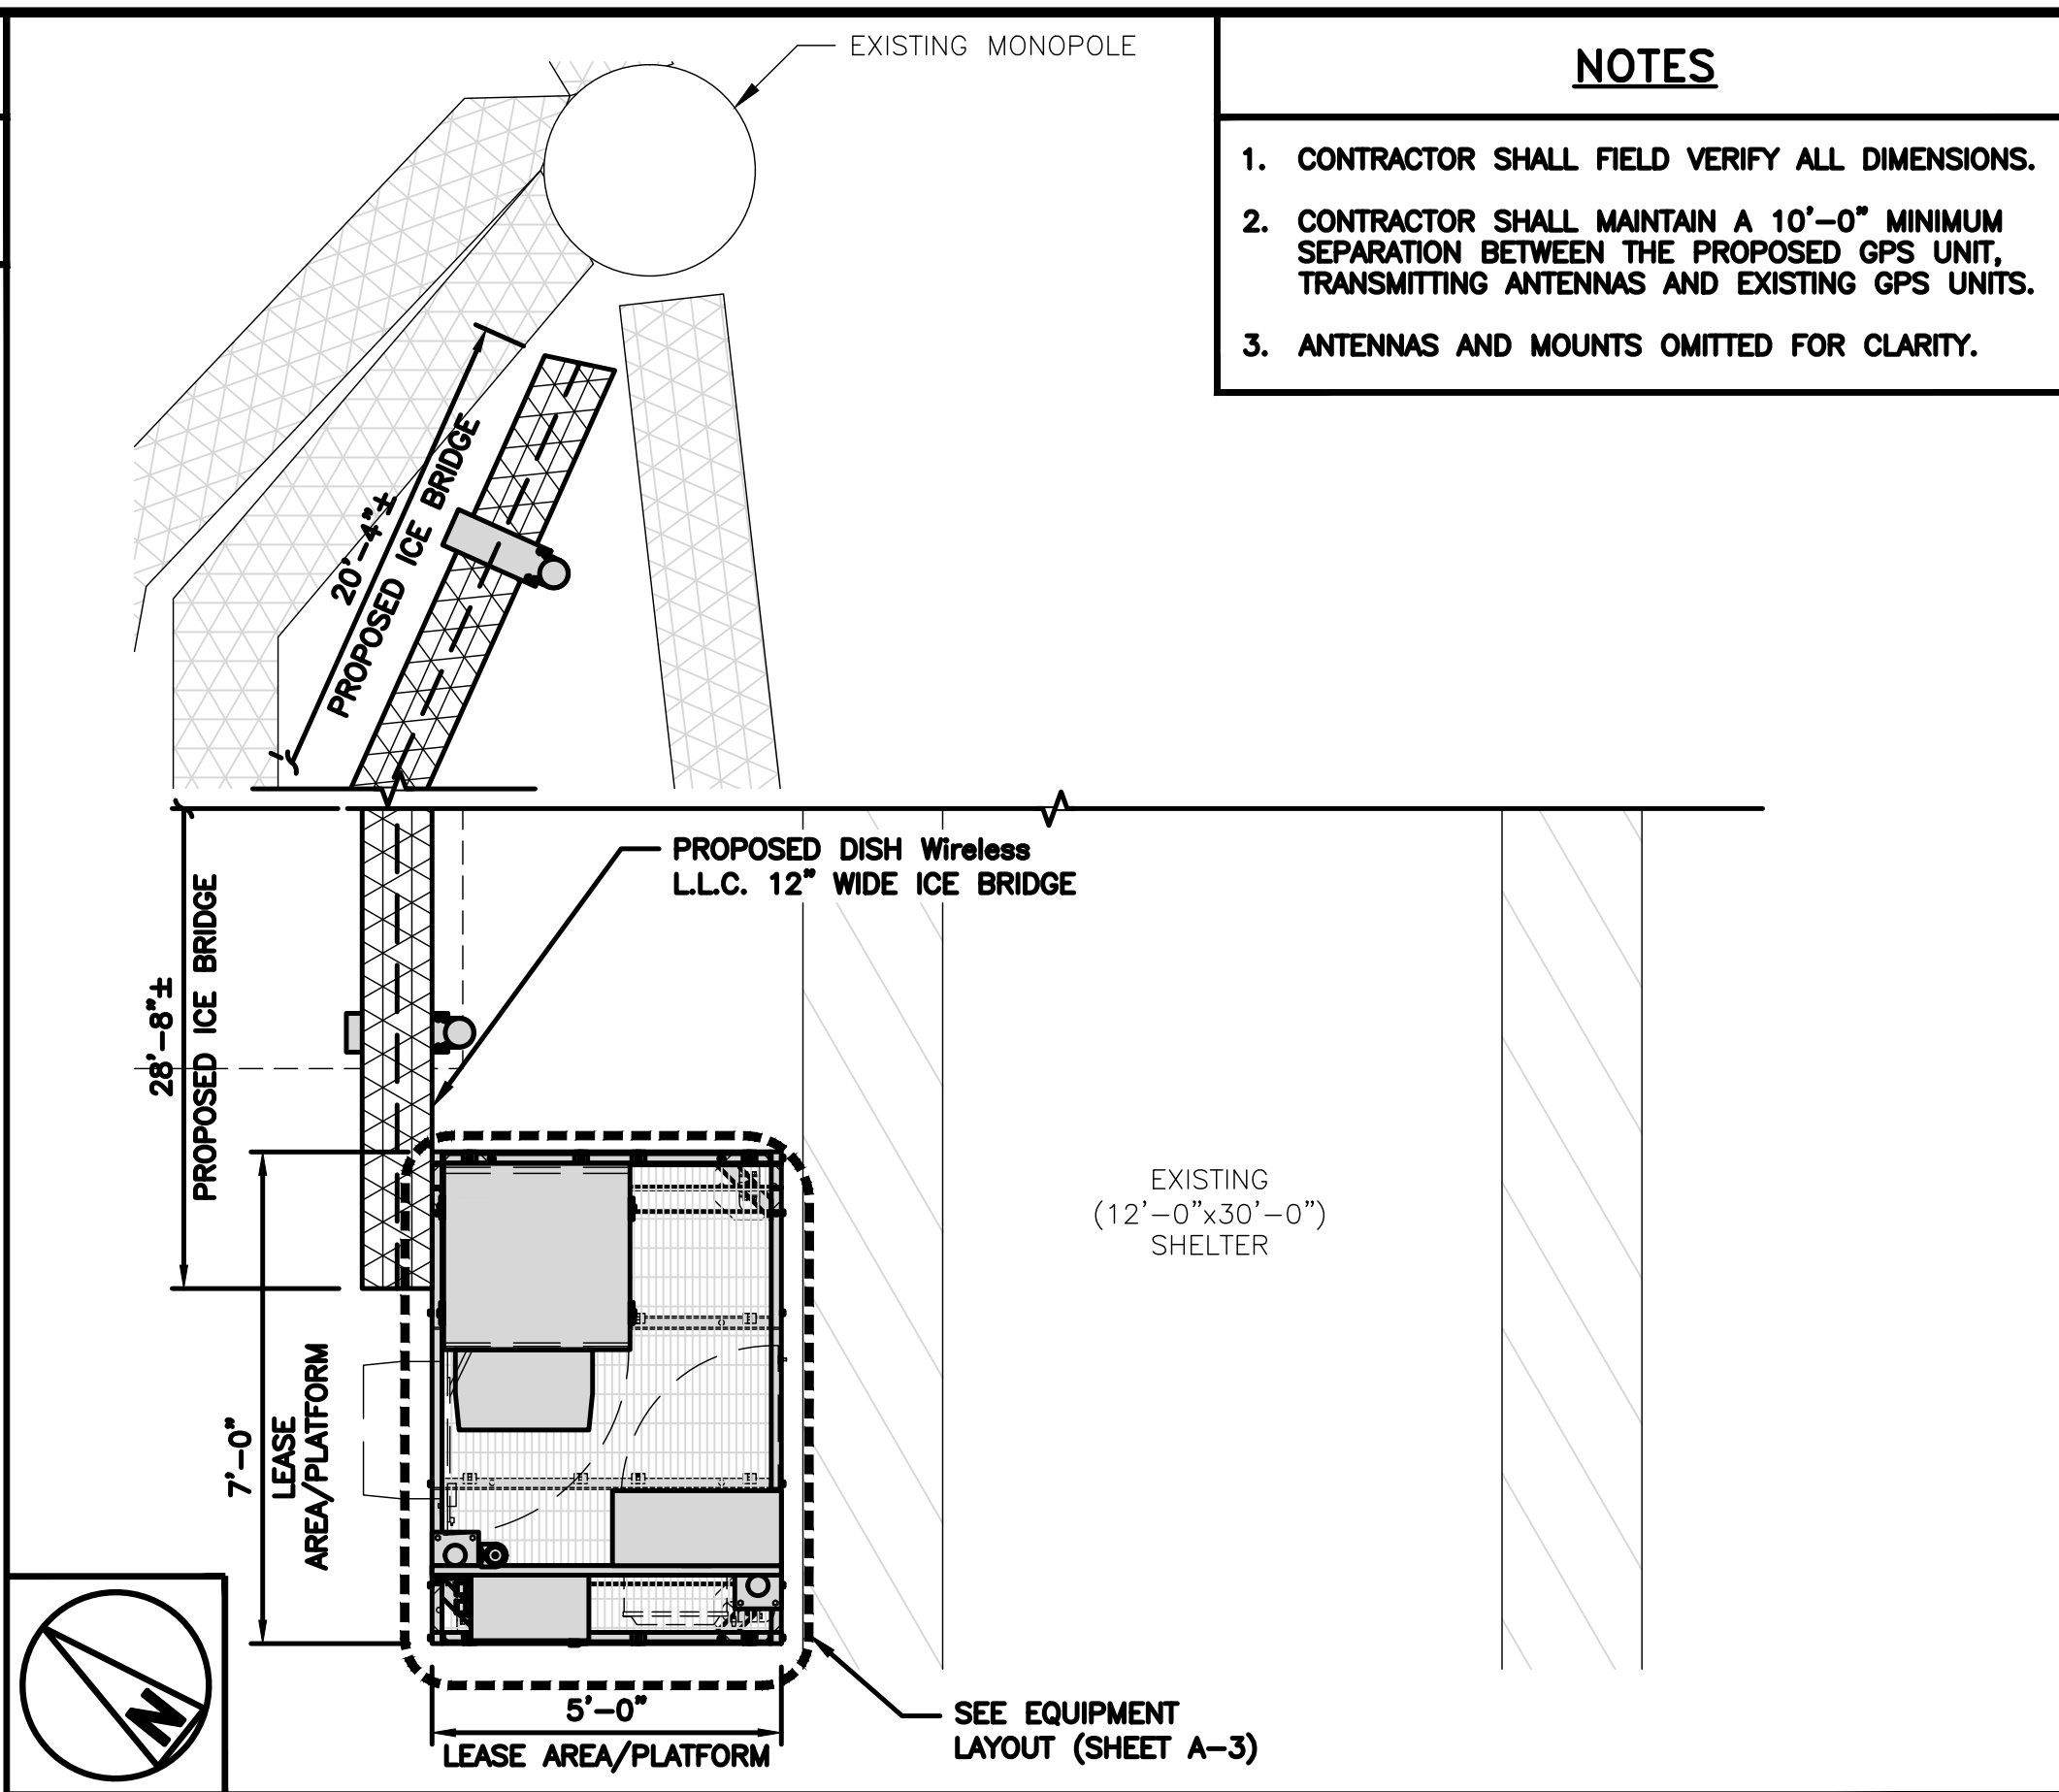 EXISTING MONOPOLE
NOTES
1. CONTRACTOR SHALL FIELD VERIFY ALL DIMENSIONS.
2. CONTRACTOR SHALL MAINTAIN A 10'-0" MINIMUM
SEPARATION BETWEEN THE PROPOSED GPS UNIT,
TRANSMITTING ANTENNAS AND EXISTING GPS UNITS.
3. ANTENNAS AND MOUNTS OMITTED FOR CLARITY.
20'-4"±
PROPOSED ICE BRIDGE
PROPOSED DISH Wireless
L.L.C. 12" WIDE ICE BRIDGE
28'-8"±
PROPOSED ICE BRIDGE
EXISTING
(12'-0"x30'-0")
SHELTER
7'-0"
LEASE
AREA/PLATFORM
5'-0"
LEASE AREA/PLATFORM
SEE EQUIPMENT
LAYOUT (SHEET A-3)
N